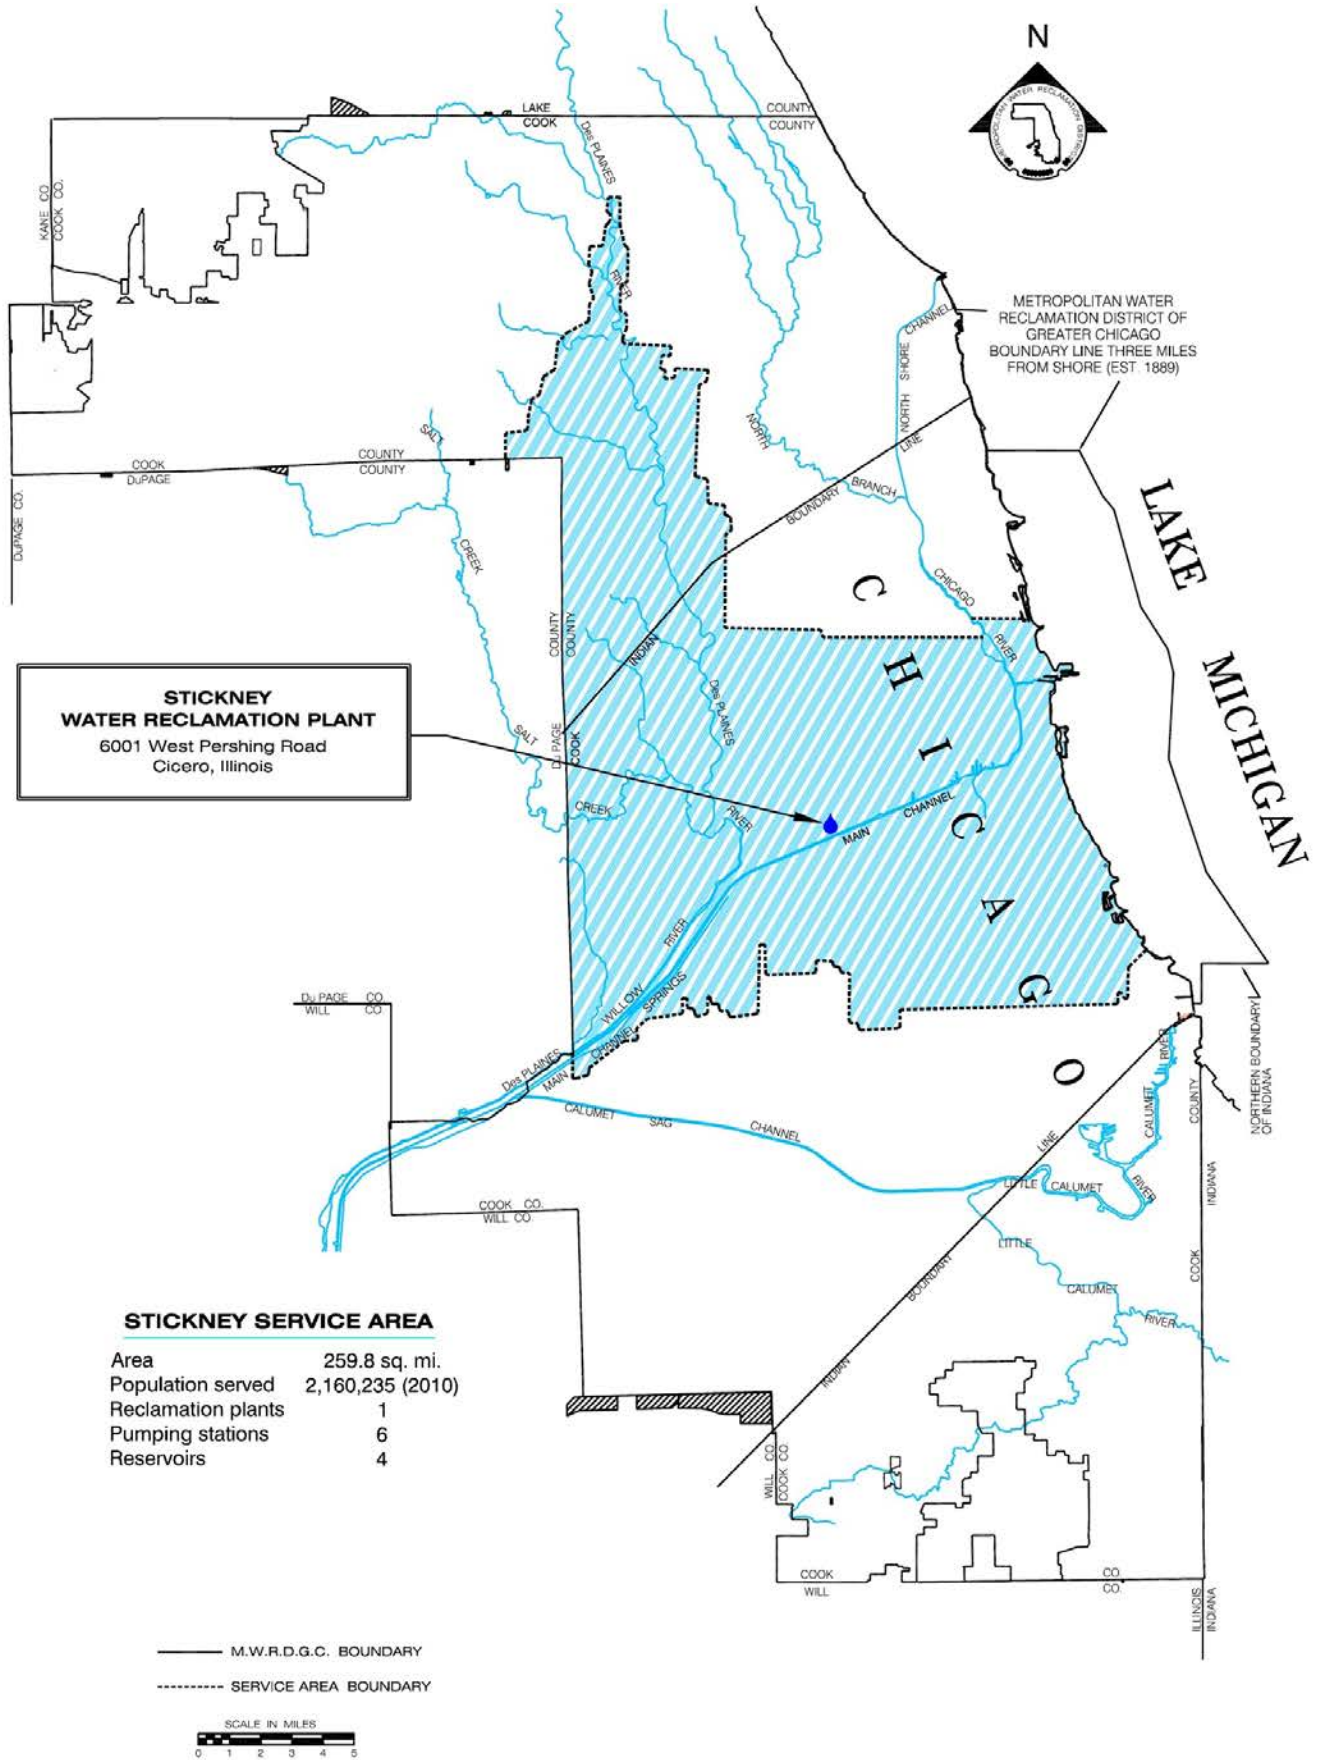 N
METROPOLITAN WATER RECLAMATION DISTRICT
LAKE
COUNTY
COOK
COUNTY
Des PLAINES
RIVER
KANE CO.
COOK CO.
METROPOLITAN WATER
RECLAMATION DISTRICT OF
GREATER CHICAGO
BOUNDARY LINE THREE MILES
FROM SHORE (EST. 1889)
NORTH SHORE CHANNEL
NORTH
BRANCH
INDIAN
BOUNDARY
LINE
SALT
CREEK
COOK
COUNTY
DuPAGE
COUNTY
DuPAGE CO.
LAKE
MICHIGAN
CHICAGO
RIVER
C
H
I
C
A
G
O
COUNTY
COUNTY
Du PAGE
COOK
Des PLAINES
RIVER
SALT
CREEK
STICKNEY
WATER RECLAMATION PLANT
6001 West Pershing Road
Cicero, Illinois
MAIN
CHANNEL
RIVER
WILLOW
SPRINGS
Des PLAINES
MAIN
CHANNEL
Du PAGE CO.
WILL CO.
CALUMET
SAG
CHANNEL
NORTHERN BOUNDARY
OF INDIANA
CALUMET
RIVER
COUNTY
INDIANA
COOK
LINE
LITTLE
CALUMET
RIVER
COOK CO.
WILL CO.
LITTLE
CALUMET
RIVER
BOUNDARY
INDIAN
STICKNEY SERVICE AREA
Area 259.8 sq. mi.
Population served 2,160,235 (2010)
Reclamation plants 1
Pumping stations 6
Reservoirs 4
WILL CO
COOK CO
COOK
CO.
WILL
CO.
ILLINOIS
INDIANA
M.W.R.D.G.C. BOUNDARY
SERVICE AREA BOUNDARY
SCALE IN MILES
0 1 2 3 4 5